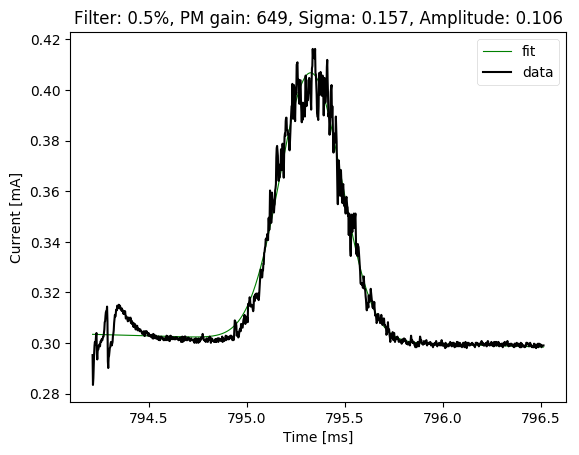 Filter: 0.5%, PM gain: 649, Sigma: 0.157, Amplitude: 0.106
fit
data
Current [mA]
0.42
0.40
0.38
0.36
0.34
0.32
0.30
0.28
794.5 795.0 795.5 796.0 796.5
Time [ms]